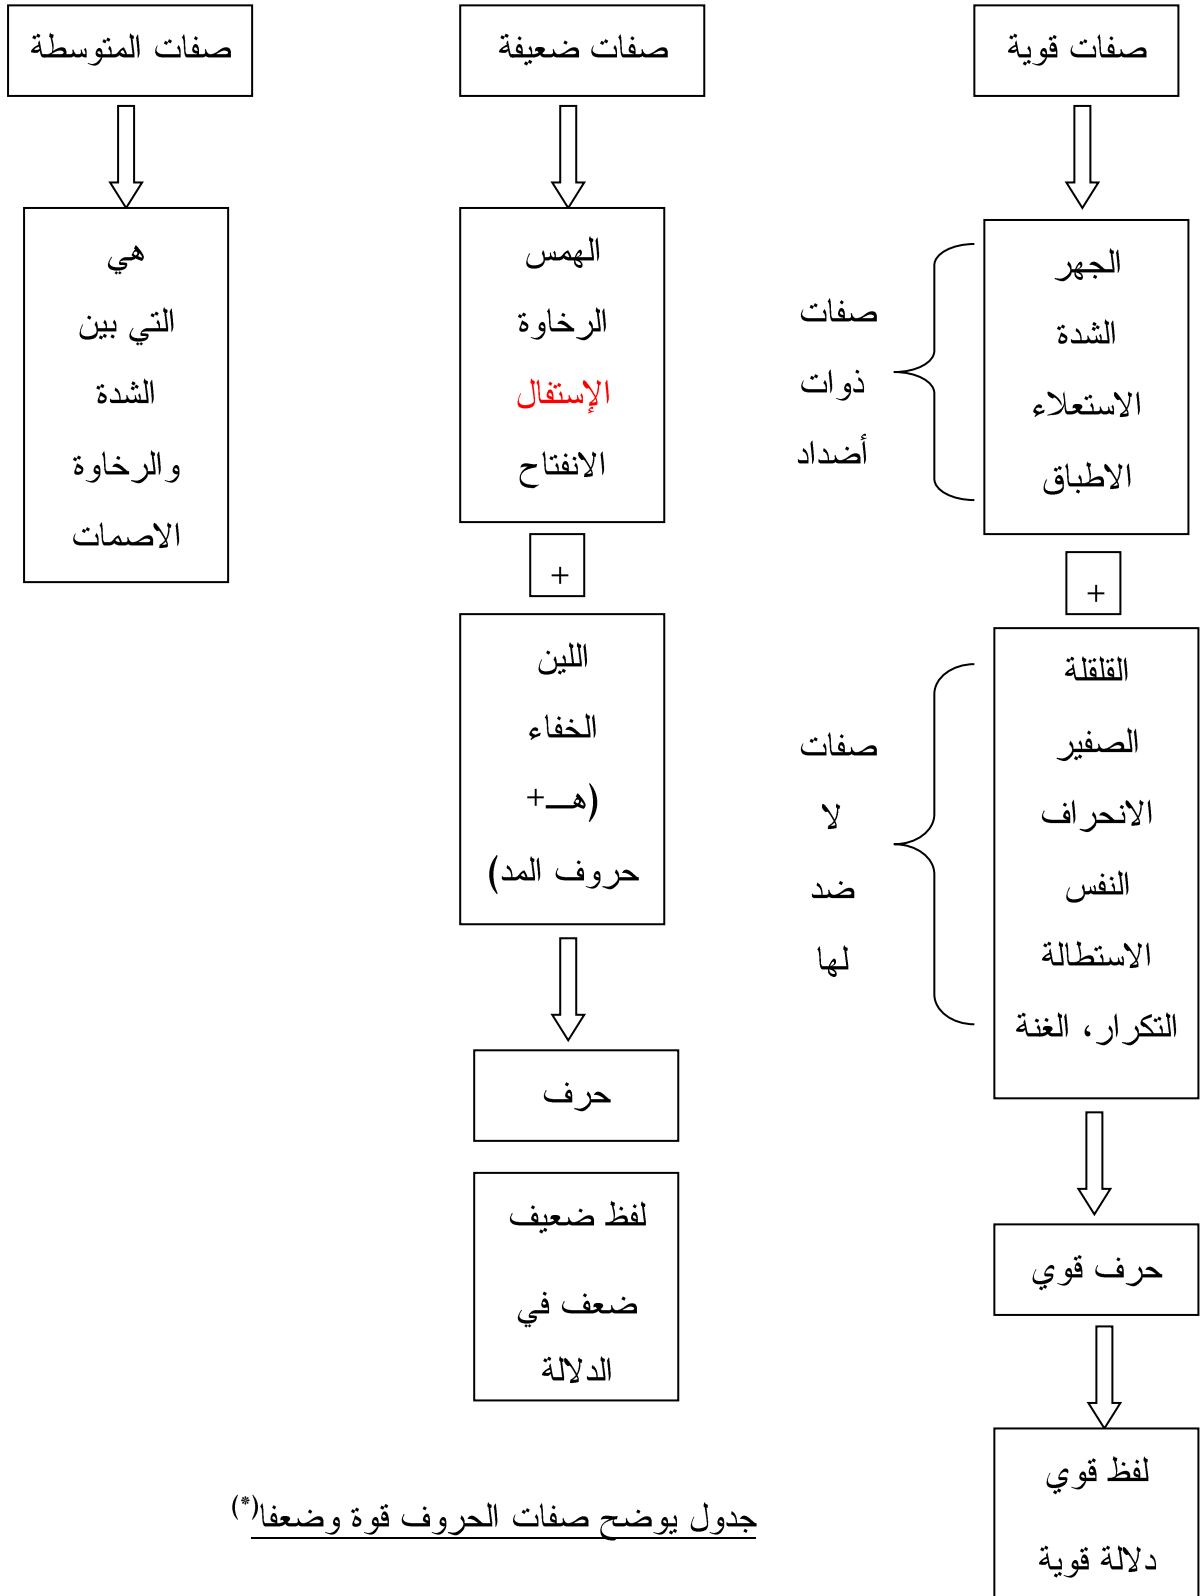 صفات قوية
الجهر
الشدة
الاستعلاء
الاطباق
صفات
ذوات
أضداد
+
القلقلة
الصفير
الانحراف
النفس
الاستطالة
التكرار، الغنة
صفات
لا
ضد
لها
حرف قوي
لفظ قوي
دلالة قوية
صفات ضعيفة
الهمس
الرخاوة
الإستفال
الانفتاح
+
اللين
الخفاء
(هـ+
حروف المد)
حرف
لفظ ضعيف
ضعف في
الدلالة
صفات المتوسطة
هي
التي بين
الشدة
والرخاوة
الاصمات
جدول يوضح صفات الحروف قوة وضعفا(*)